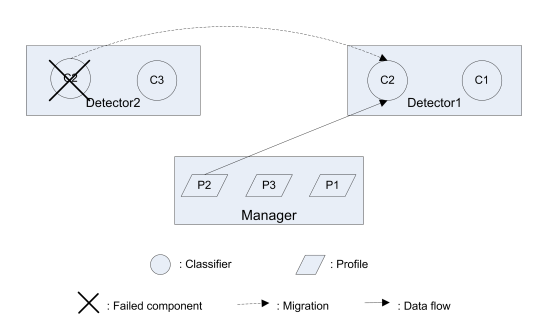 C2 C3 C2 C1
Detector2 Detector1
P2 P3 P1
Manager
: Classifier : Profile
: Failed component : Migration : Data flow